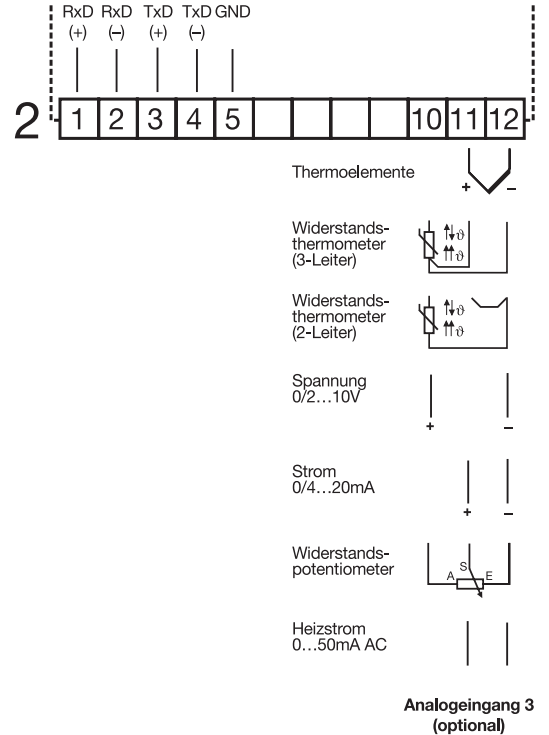 RxD RxD TxD TxD GND
(+) (–) (+) (–)
2 1 2 3 4 5 10 11 12
Thermoelemente
+ –
Widerstands-
thermometer
(3-Leiter)
ϑ
ϑ
Widerstands-
thermometer
(2-Leiter)
ϑ
ϑ
Spannung
0/2...10V
+ –
Strom
0/4...20mA
+ –
Widerstands-
potentiometer
A S E
Heizstrom
0...50mA AC
Analogeingang 3
(optional)